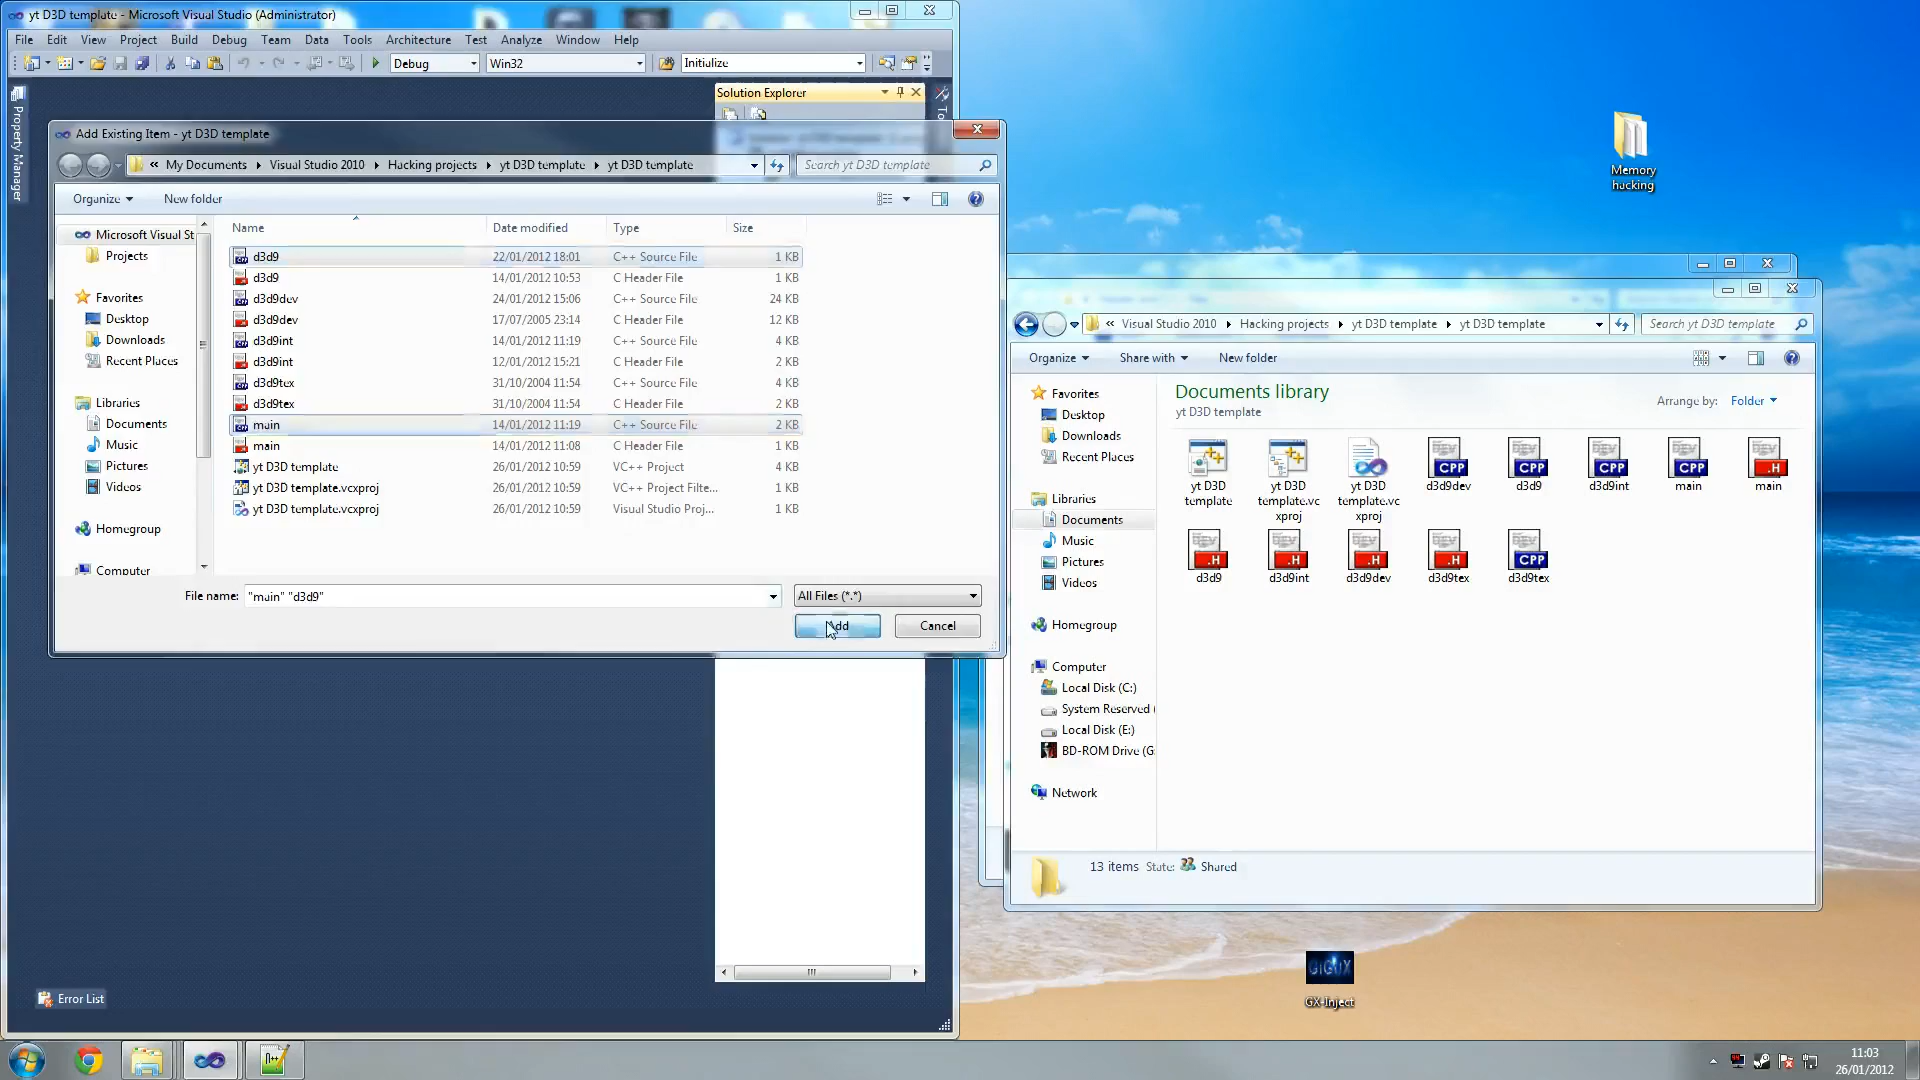 yt D3D template - Microsoft Visual Studio (Administrator)
File Edit View Project Build Debug Team Data Tools Architecture Test Analyze Window Help
Debug Win32 Initialize
Property Manager
Solution Explorer
Add Existing Item - yt D3D template
« My Documents Visual Studio 2010 Hacking projects yt D3D template yt D3D template Search yt D3D template
Organize New folder
Name Date modified Type Size
d3d9 22/01/2012 18:01 C++ Source File 1 KB
d3d9 14/01/2012 10:53 C Header File 1 KB
d3d9dev 24/01/2012 15:06 C++ Source File 24 KB
d3d9dev 17/07/2005 23:14 C Header File 12 KB
d3d9int 14/01/2012 11:19 C++ Source File 4 KB
d3d9int 12/01/2012 15:21 C Header File 2 KB
d3d9tex 31/10/2004 11:54 C++ Source File 4 KB
d3d9tex 31/10/2004 11:54 C Header File 2 KB
main 14/01/2012 11:19 C++ Source File 2 KB
main 14/01/2012 11:08 C Header File 1 KB
yt D3D template 26/01/2012 10:59 VC++ Project 4 KB
yt D3D template.vcxproj 26/01/2012 10:59 VC++ Project Filte... 1 KB
yt D3D template.vcxproj 26/01/2012 10:59 Visual Studio Proj... 1 KB
Microsoft Visual St
Projects
Favorites
Desktop
Downloads
Recent Places
Libraries
Documents
Music
Pictures
Videos
Homegroup
Computer
File name: "main" "d3d9" All Files (*.*)
Add Cancel
Error List
Memory
hacking
« Visual Studio 2010 Hacking projects yt D3D template yt D3D template Search yt D3D template
Organize Share with New folder
Favorites
Desktop
Downloads
Recent Places
Libraries
Documents
Music
Pictures
Videos
Homegroup
Computer
Local Disk (C:)
System Reserved (
Local Disk (E:)
BD-ROM Drive (G:
Network
Documents library
yt D3D template
Arrange by: Folder
CPP CPP CPP CPP .H
yt D3D
template
yt D3D
template.vc
xproj
yt D3D
template.vc
xproj
d3d9dev
d3d9
d3d9int
main
main
.H .H .H .H CPP
d3d9
d3d9int
d3d9dev
d3d9tex
d3d9tex
13 items State: Shared
GIGUX
GX-Inject
11:03
26/01/2012